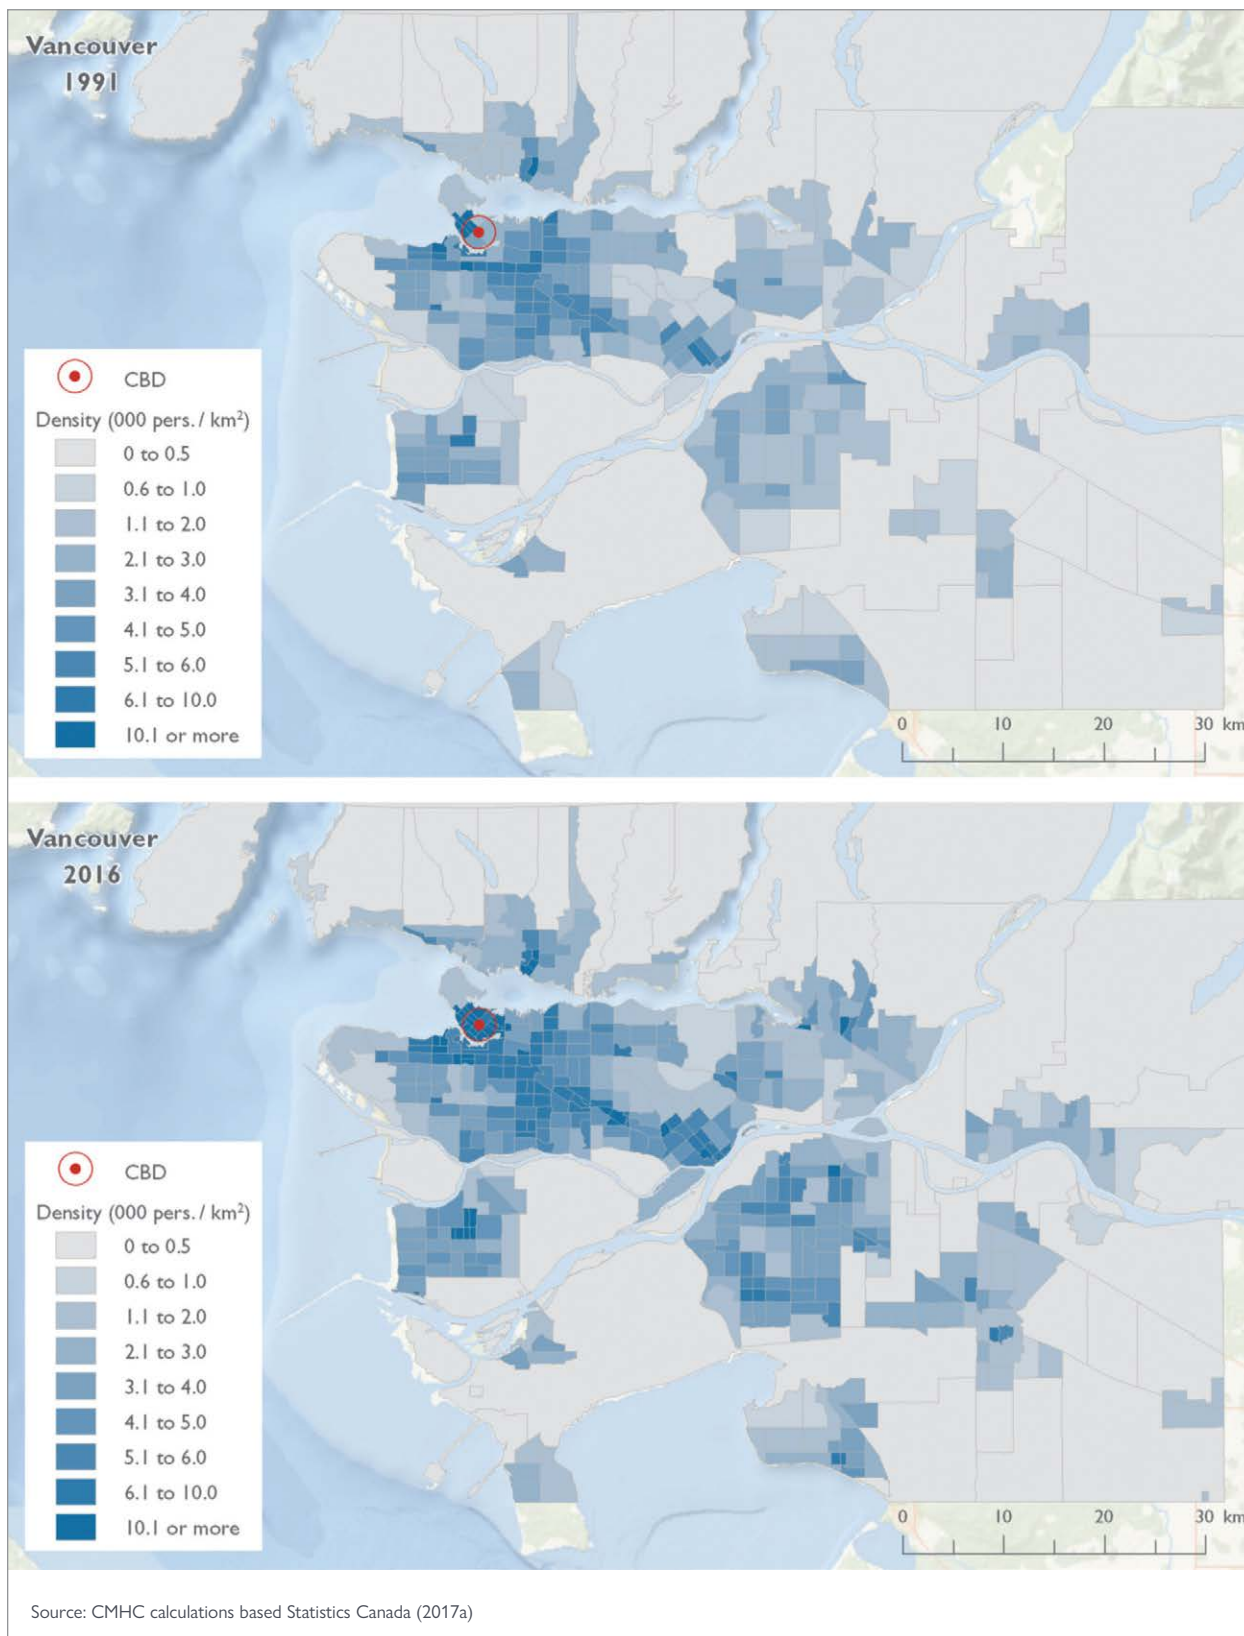 Vancouver
1991
CBD
Density (000 pers. / km²)
0 to 0.5
0.6 to 1.0
1.1 to 2.0
2.1 to 3.0
3.1 to 4.0
4.1 to 5.0
5.1 to 6.0
6.1 to 10.0
10.1 or more
0 10 20 30 km
Vancouver
2016
CBD
Density (000 pers. / km²)
0 to 0.5
0.6 to 1.0
1.1 to 2.0
2.1 to 3.0
3.1 to 4.0
4.1 to 5.0
5.1 to 6.0
6.1 to 10.0
10.1 or more
0 10 20 30 km
Source: CMHC calculations based Statistics Canada (2017a)